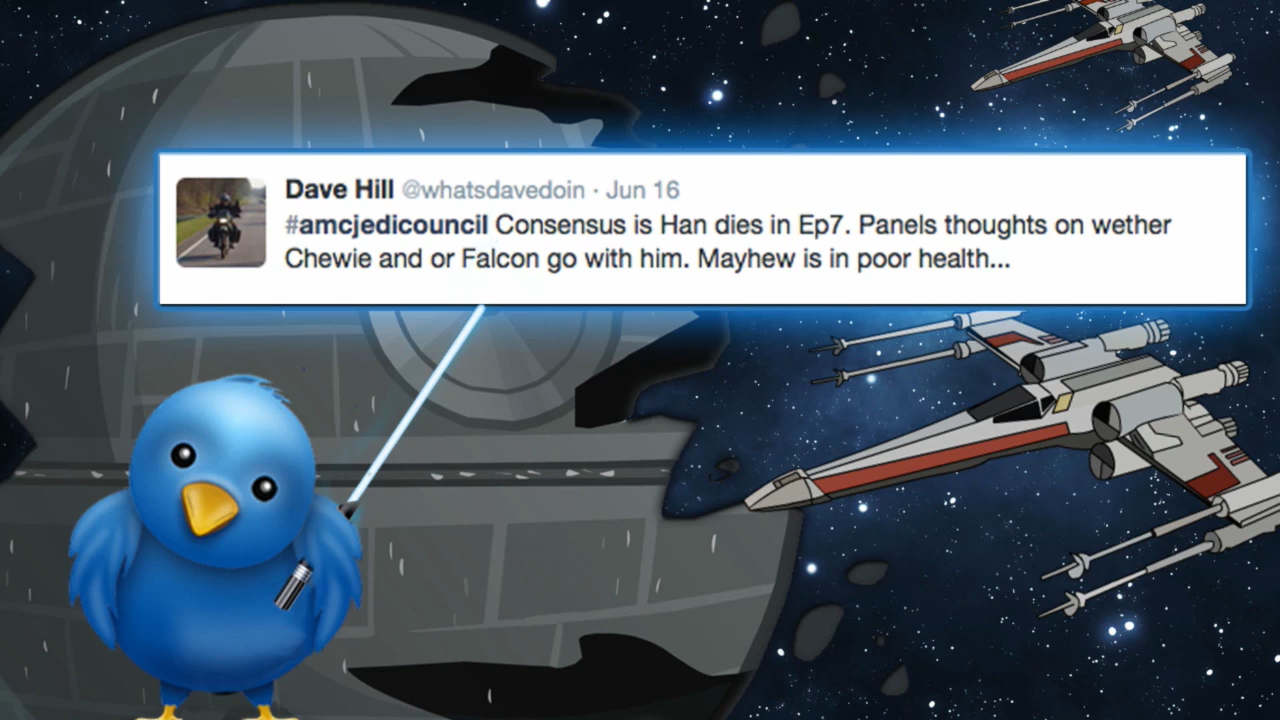 Dave Hill @whatsdavedoin · Jun 16
#amcjedicouncil Consensus is Han dies in Ep7. Panels thoughts on wether
Chewie and or Falcon go with him. Mayhew is in poor health...